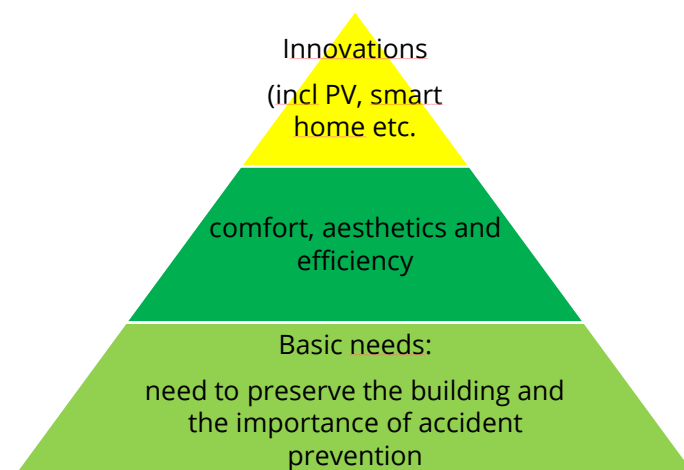 Innovations
(incl PV, smart
home etc.
comfort, aesthetics and
efficiency
Basic needs:
need to preserve the building and
the importance of accident
prevention